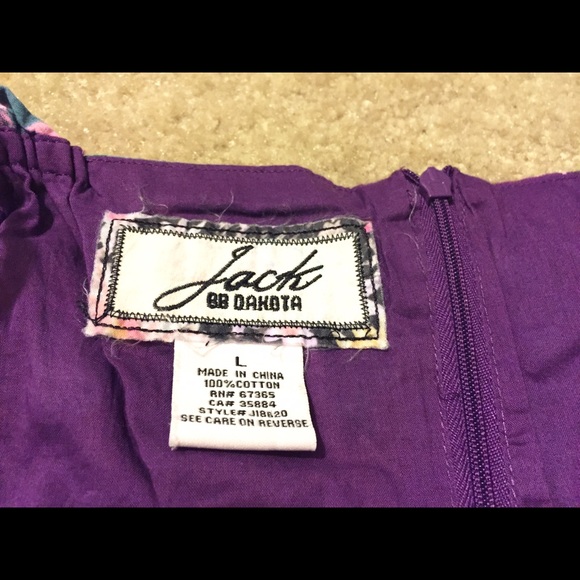 Jack
BB DAKOTA
L
MADE IN CHINA
100%COTTON
RN# 67365
CA# 35884
STYLE# J18620
SEE CARE ON REVERSE